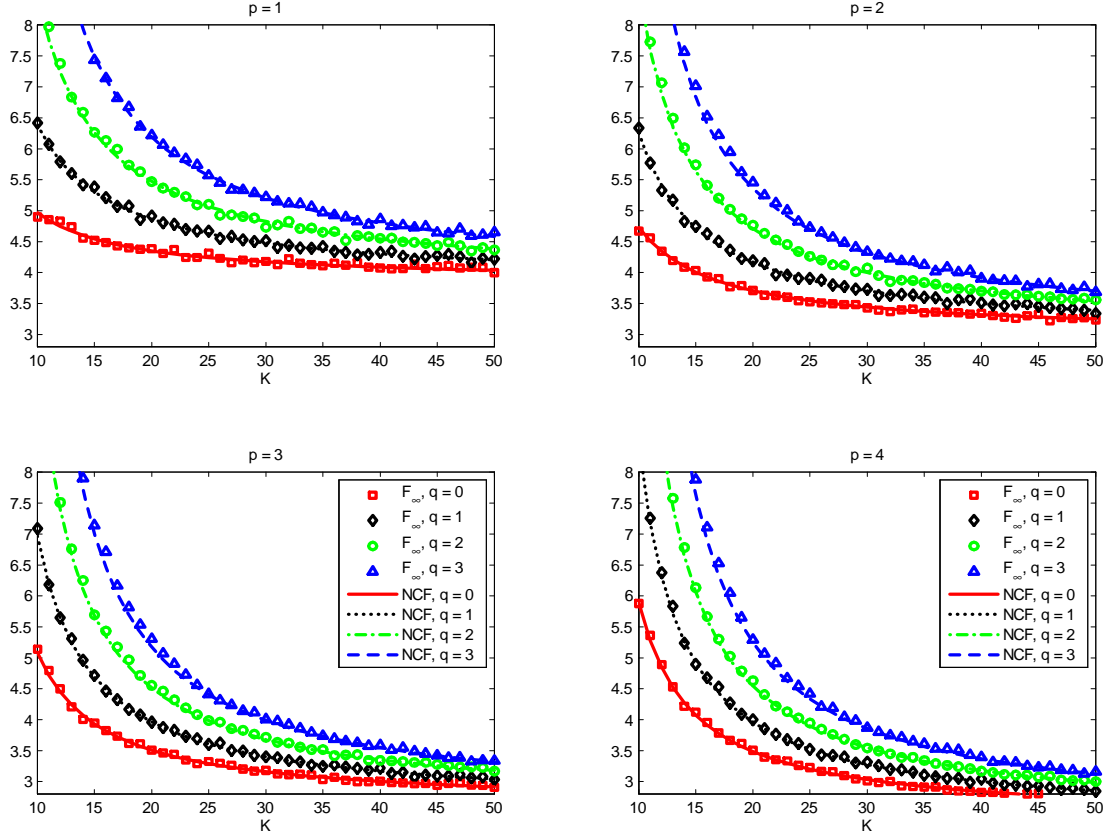 p = 1
8
7.5
7
6.5
6
5.5
5
4.5
4
3.5
3
10 15 20 25 30 35 40 45 50
K
p = 2
8
7.5
7
6.5
6
5.5
5
4.5
4
3.5
3
10 15 20 25 30 35 40 45 50
K
p = 3
8
7.5
7
6.5
6
5.5
5
4.5
4
3.5
3
10 15 20 25 30 35 40 45 50
K
F∞, q = 0
F∞, q = 1
F∞, q = 2
F∞, q = 3
NCF, q = 0
NCF, q = 1
NCF, q = 2
NCF, q = 3
p = 4
8
7.5
7
6.5
6
5.5
5
4.5
4
3.5
3
10 15 20 25 30 35 40 45 50
K
F∞, q = 0
F∞, q = 1
F∞, q = 2
F∞, q = 3
NCF, q = 0
NCF, q = 1
NCF, q = 2
NCF, q = 3